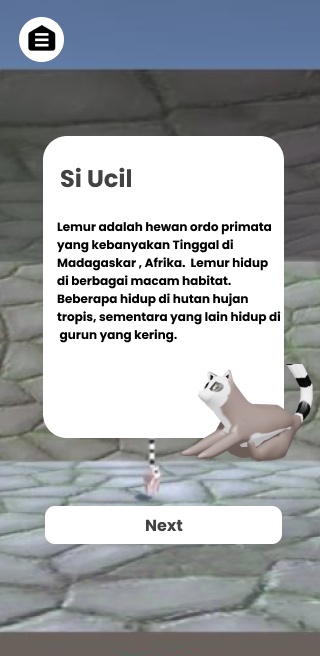 Si Ucil
Lemur adalah hewan ordo primata
yang kebanyakan Tinggal di
Madagaskar , Afrika. Lemur hidup
di berbagai macam habitat.
Beberapa hidup di hutan hujan
tropis, sementara yang lain hidup di
gurun yang kering.
Next